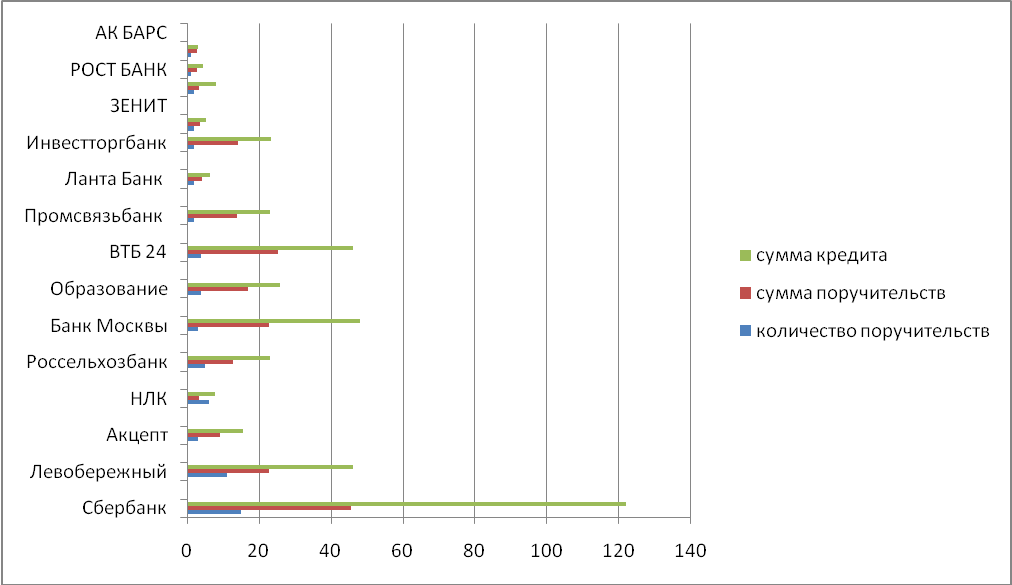 АК БАРС
РОСТ БАНК
ЗЕНИТ
Инвестторгбанк
Ланта Банк
Промсвязьбанк
ВТБ 24
Образование
Банк Москвы
Россельхозбанк
НЛК
Акцепт
Левобережный
Сбербанк
0 20 40 60 80 100 120 140
сумма кредита
сумма поручительств
количество поручительств